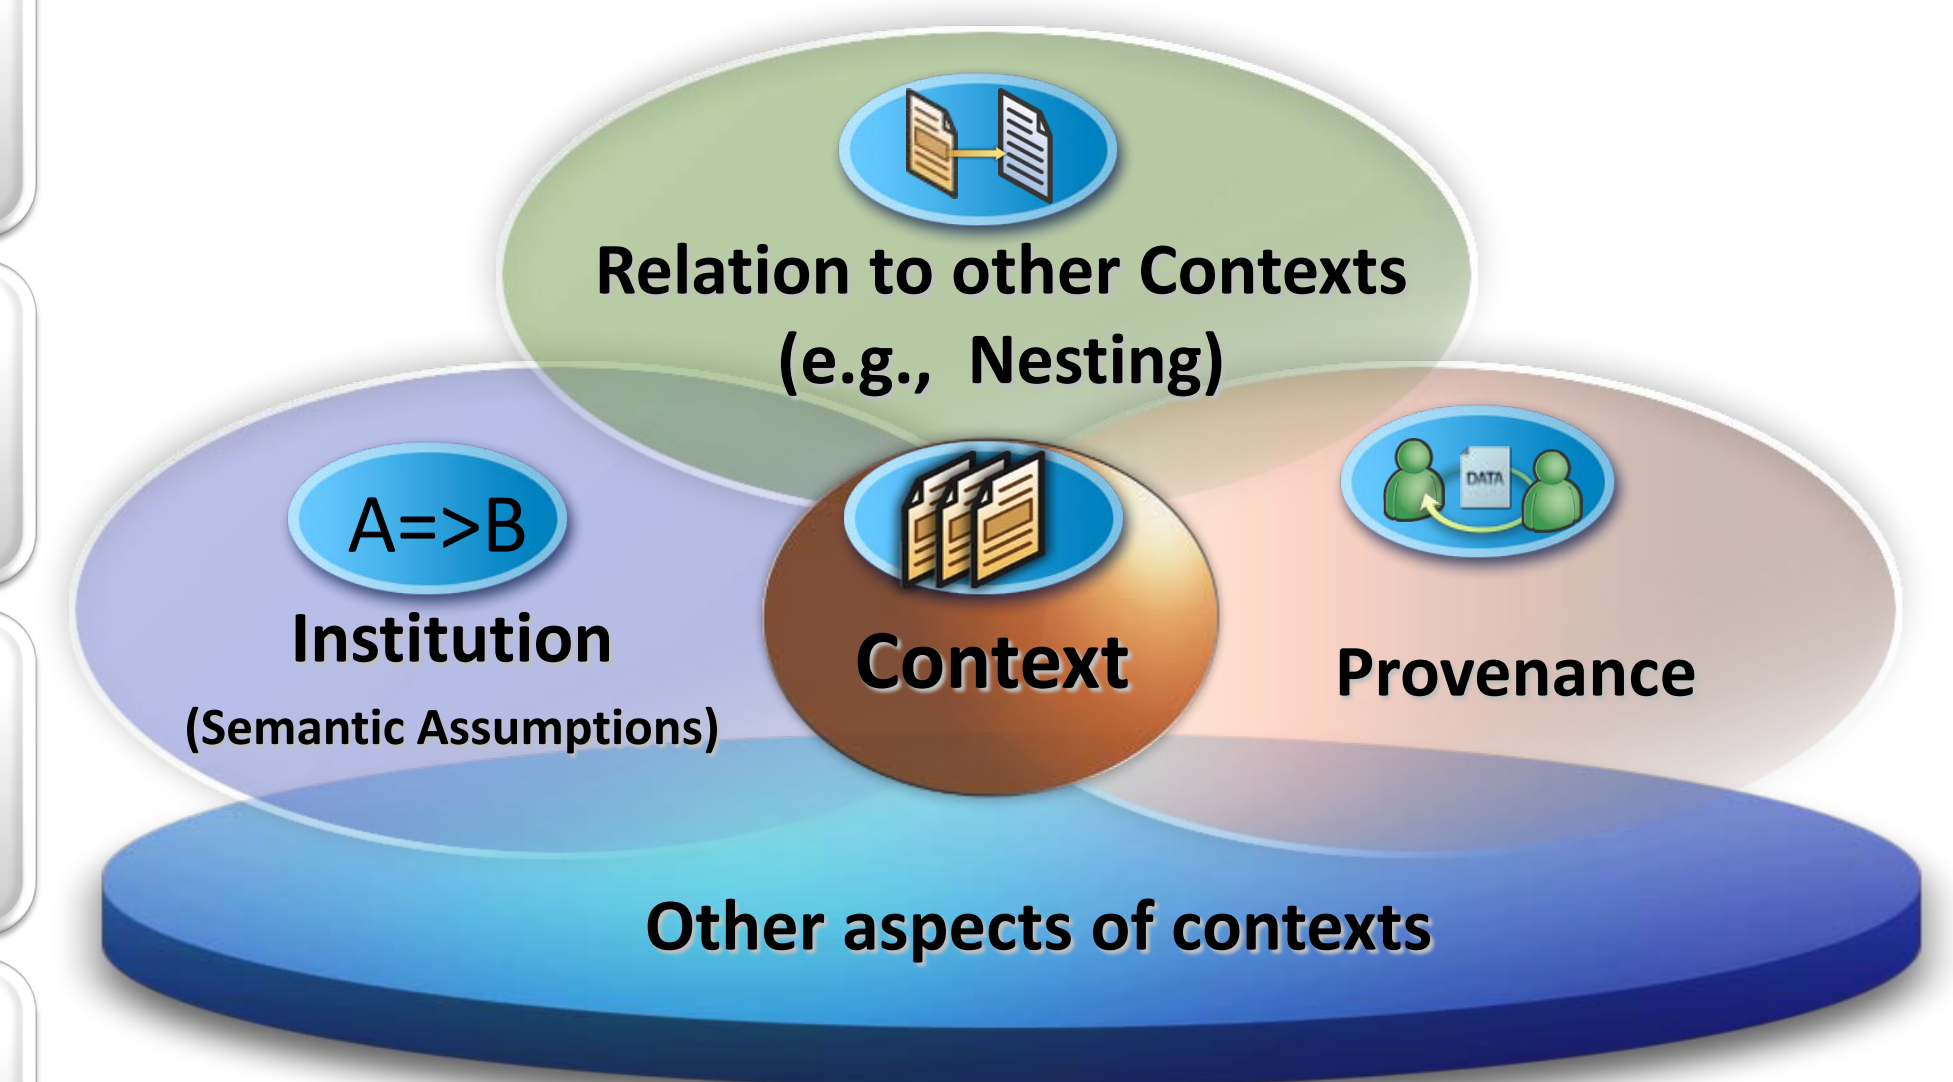 Relation to other Contexts
(e.g., Nesting)
A=>B
DATA
Institution
(Semantic Assumptions)
Context
Provenance
Other aspects of contexts